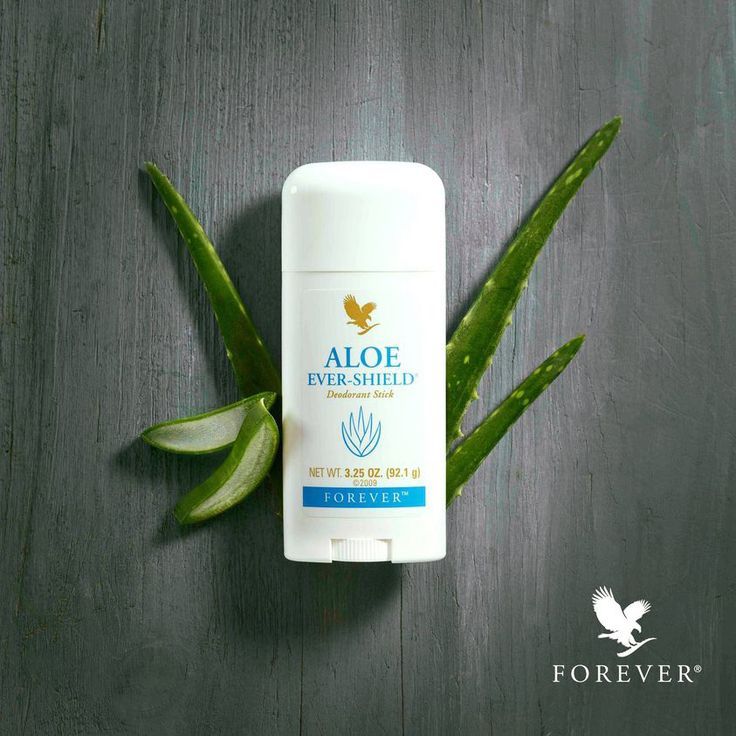 ALOE
EVER-SHIELD®
Deodorant Stick
NET WT. 3.25 OZ. (92.1 g)
©2009
FOREVER™
FOREVER®